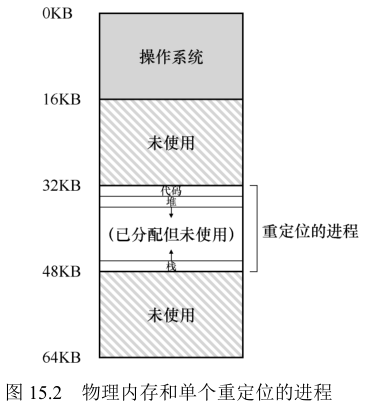 0KB
操作系统
16KB
未使用
32KB
代码
堆
(已分配但未使用)
重定位的进程
栈
48KB
未使用
64KB
图 15.2 物理内存和单个重定位的进程